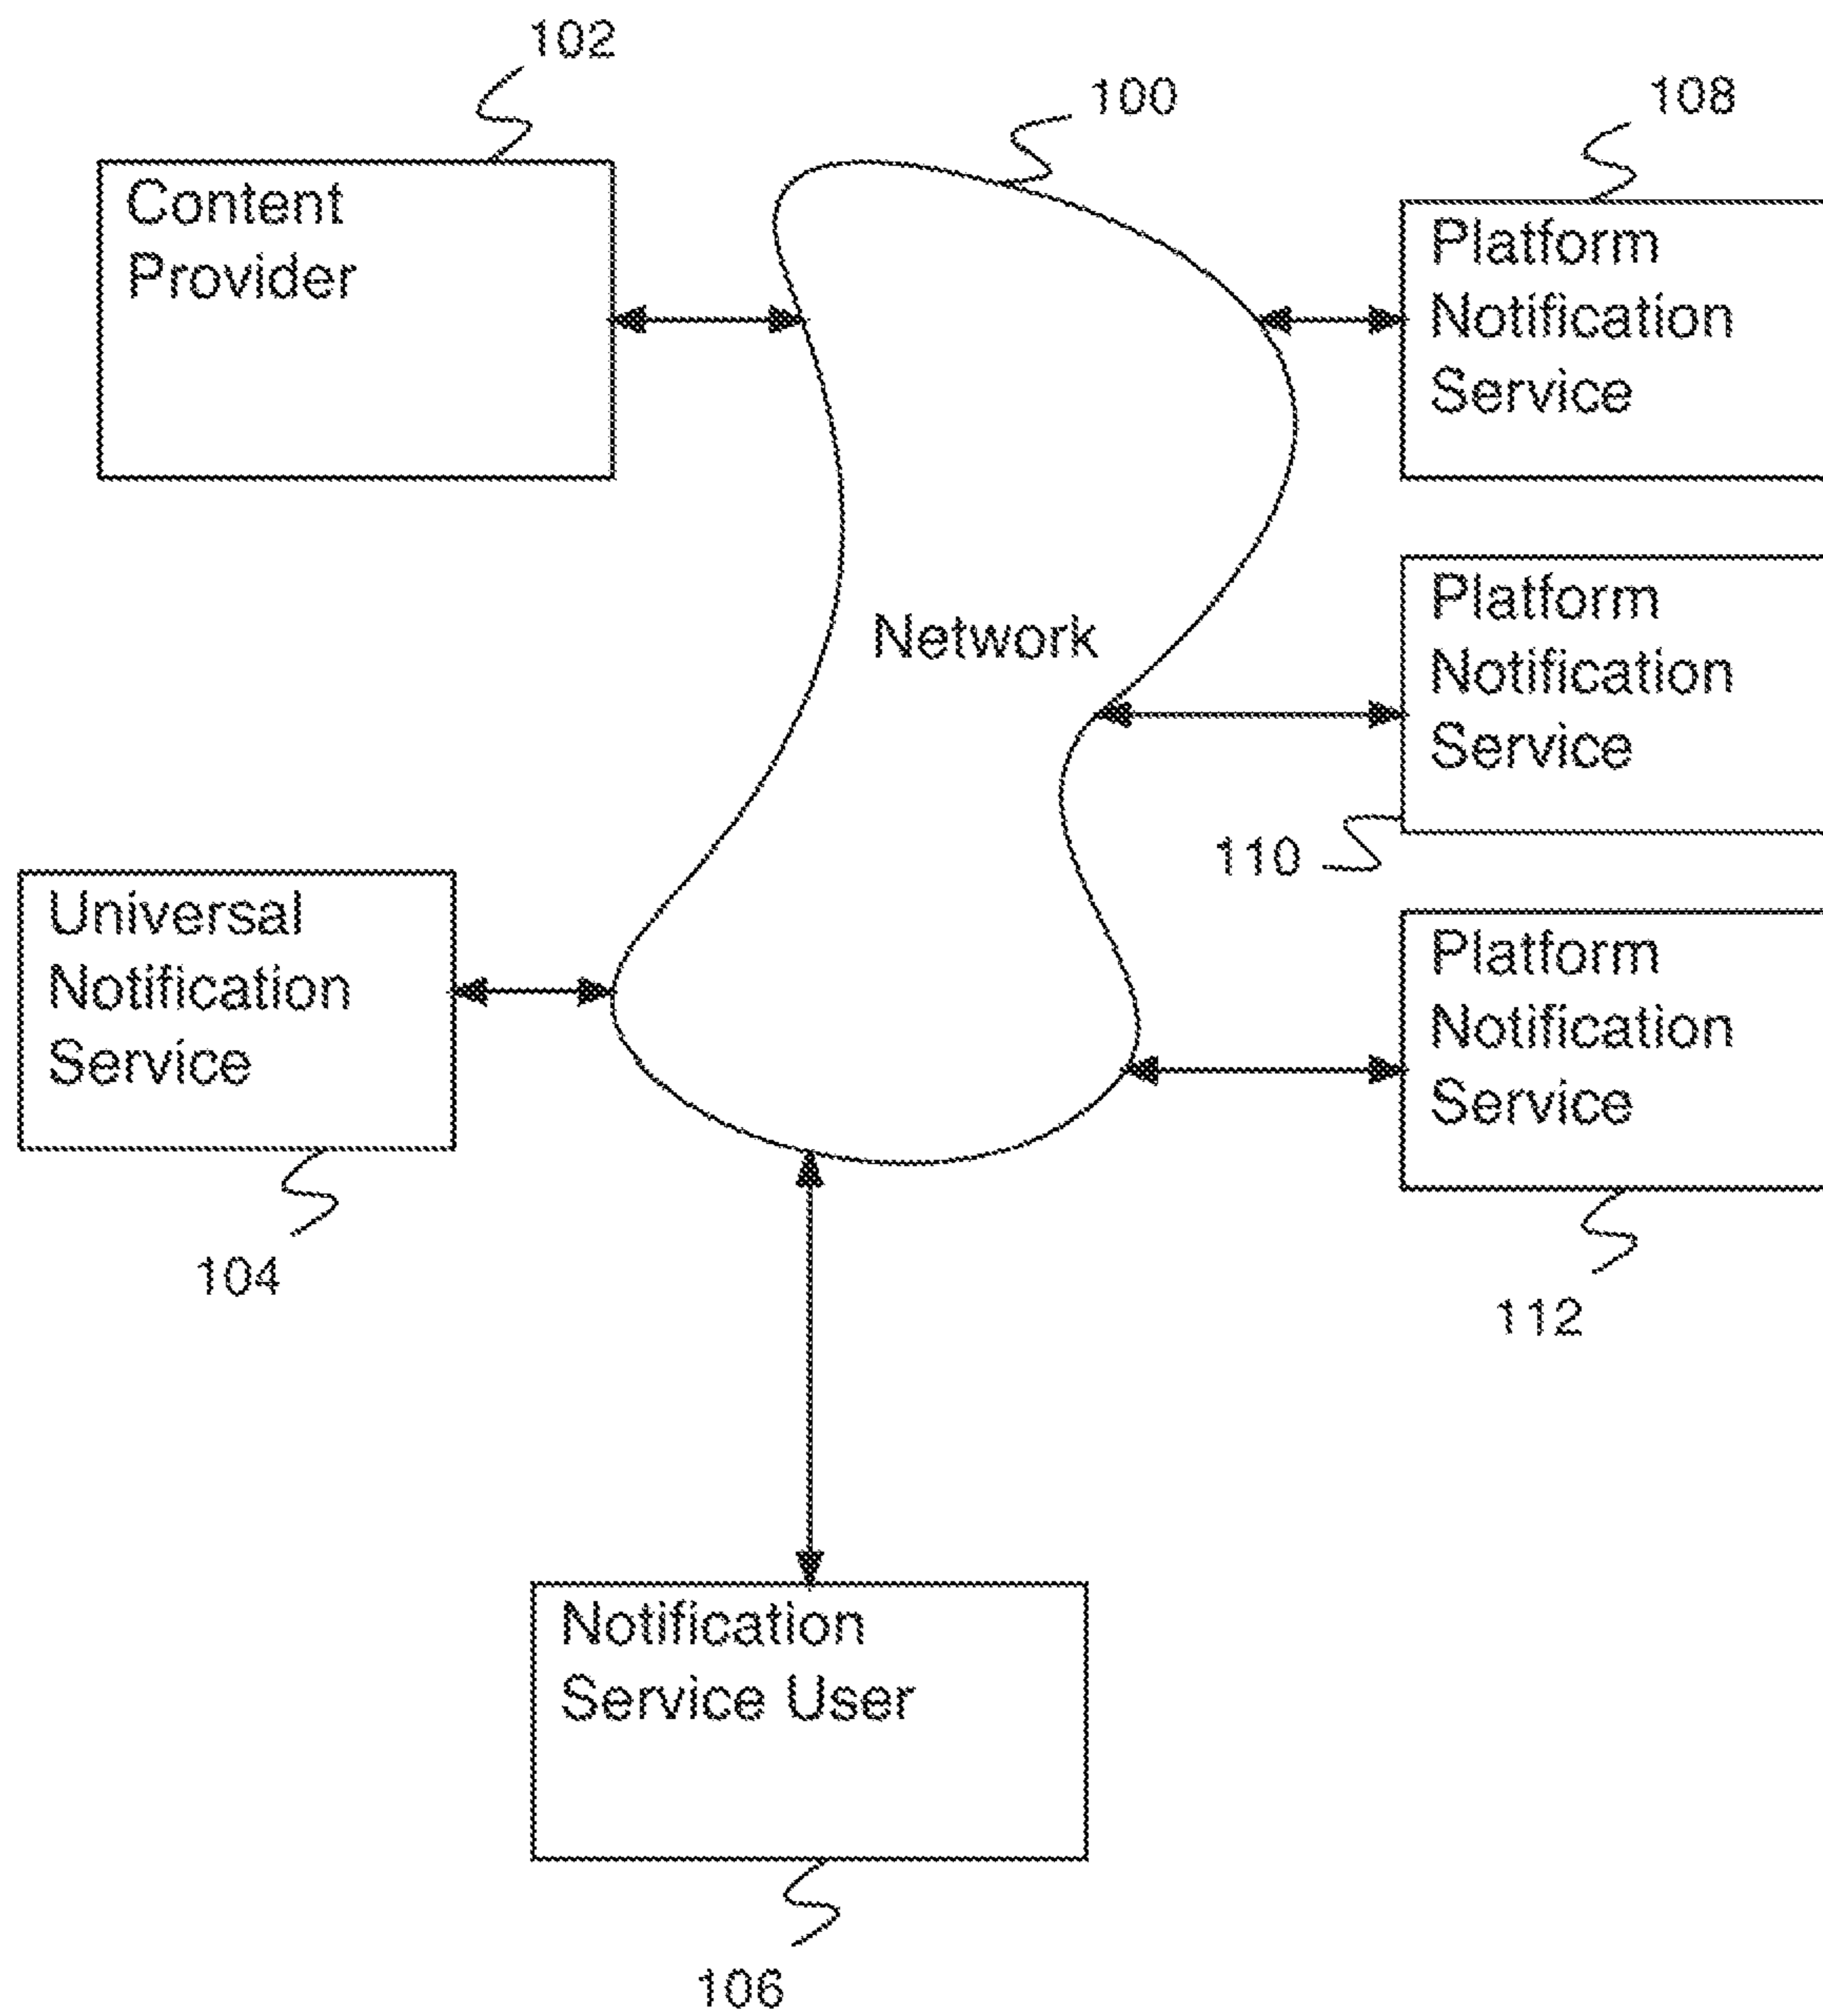 102
100
108
Content
Provider
Platform
Notification
Service
Network
Platform
Notification
Service
110
Universal
Notification
Service
Platform
Notification
Service
104
112
Notification
Service User
106